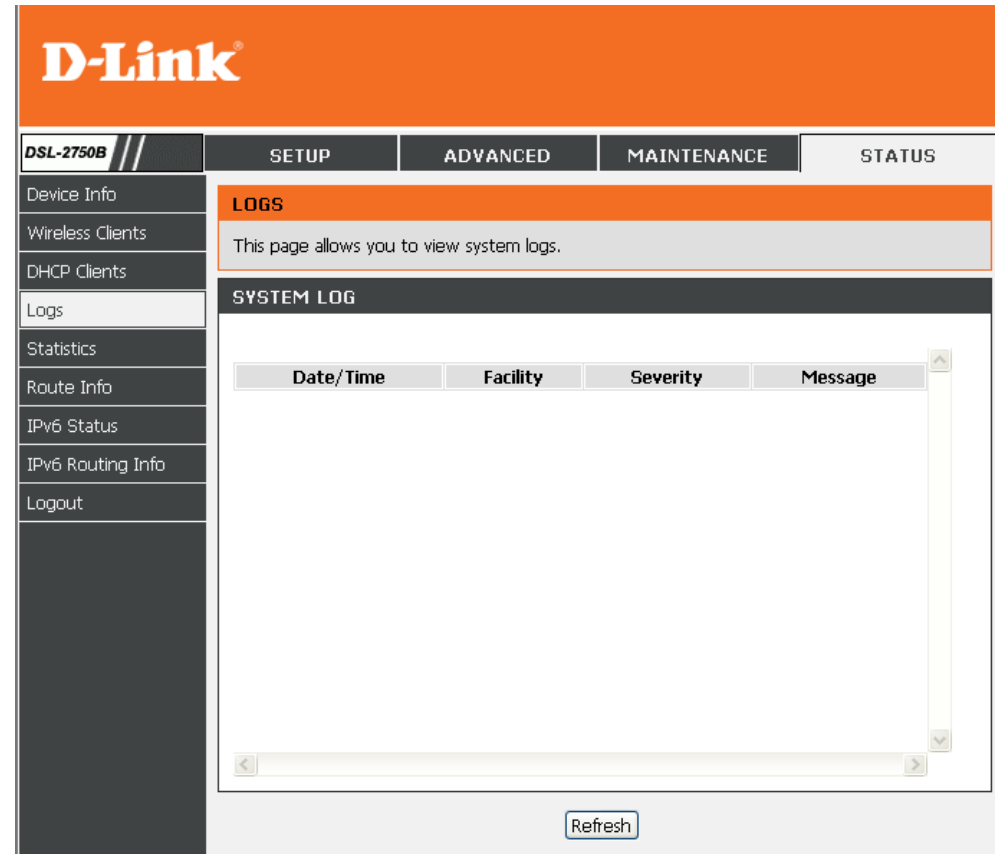 D-Link®
DSL-2750B
SETUP
ADVANCED
MAINTENANCE
STATUS
Device Info
Wireless Clients
DHCP Clients
Logs
Statistics
Route Info
IPv6 Status
IPv6 Routing Info
Logout
LOGS
This page allows you to view system logs.
SYSTEM LOG
Date/Time
Facility
Severity
Message
Refresh